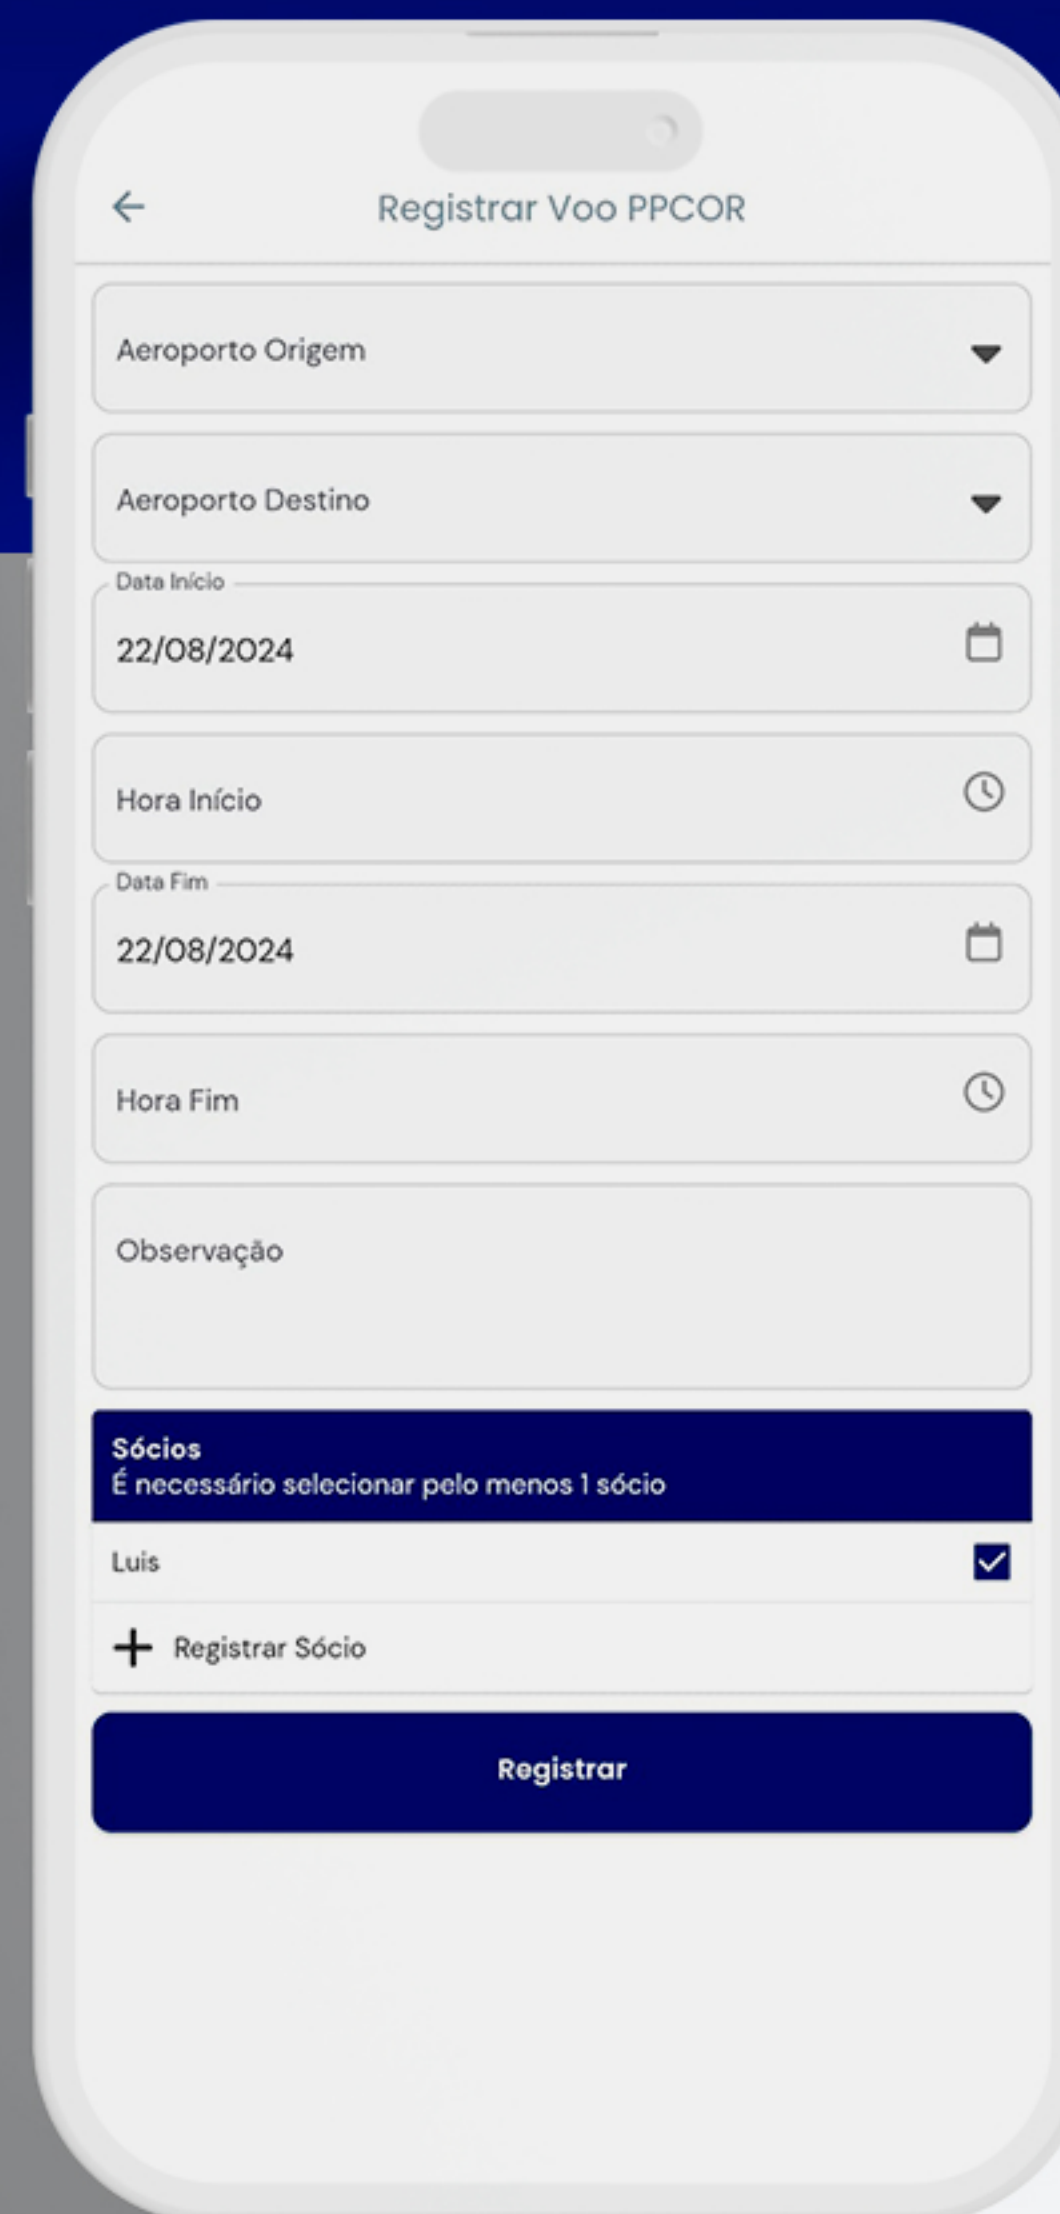 Registrar Voo PPCOR
Aeroporto Origem
Aeroporto Destino
Data Início
22/08/2024
Hora Início
Data Fim
22/08/2024
Hora Fim
Observação
Sócios
É necessário selecionar pelo menos 1 sócio
Luis
Registrar Sócio
Registrar